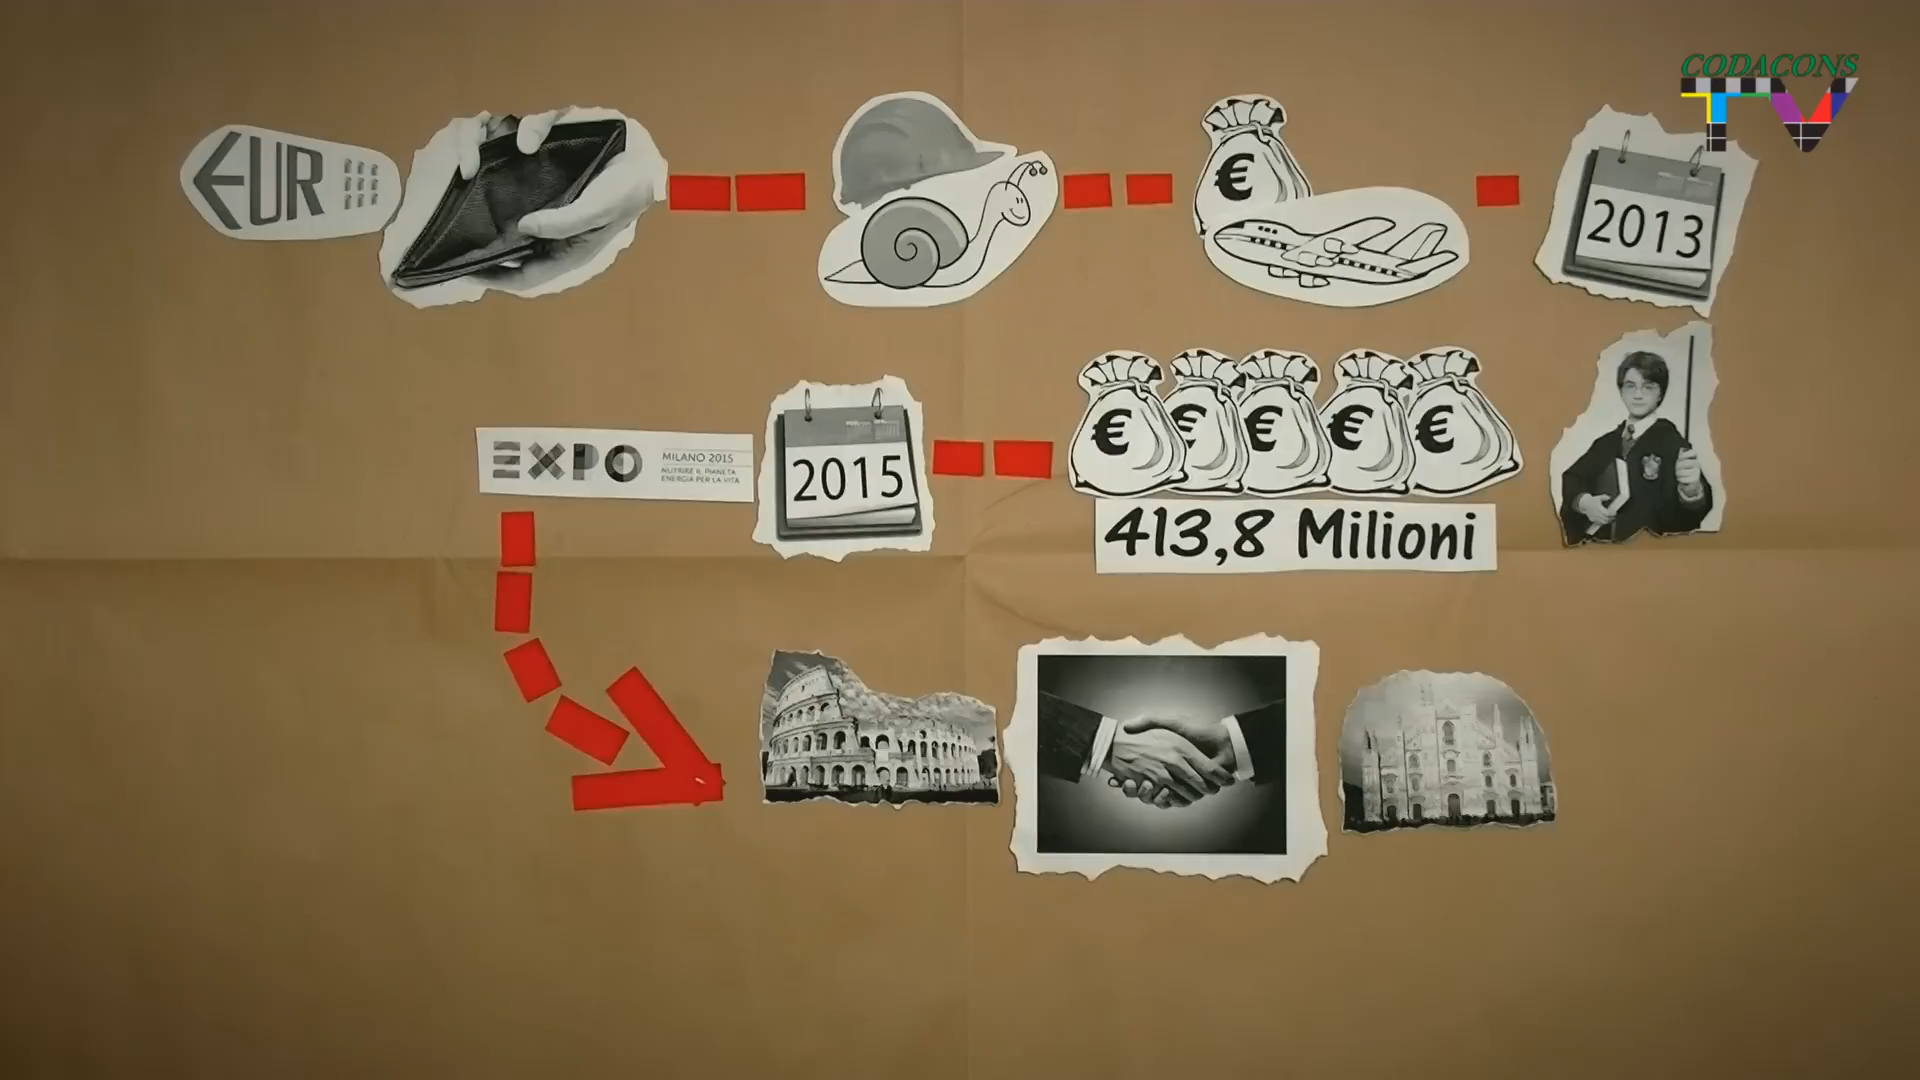 CODACONS
TV
EUR
€
2013
EXPO
MILANO 2015
NUTRIRE IL PIANETA
ENERGIA PER LA VITA
2015
€ € € € €
413,8 Milioni